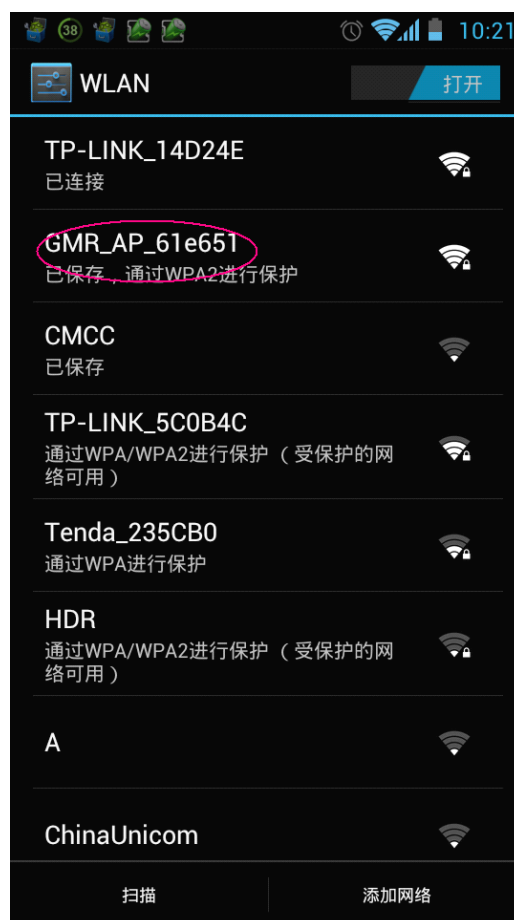 38
10:21
WLAN
打开
TP-LINK_14D24E
已连接
GMR_AP_61e651
已保存，通过WPA2进行保护
CMCC
已保存
TP-LINK_5C0B4C
通过WPA/WPA2进行保护（受保护的网
络可用）
Tenda_235CB0
通过WPA进行保护
HDR
通过WPA/WPA2进行保护（受保护的网
络可用）
A
ChinaUnicom
扫描
添加网络